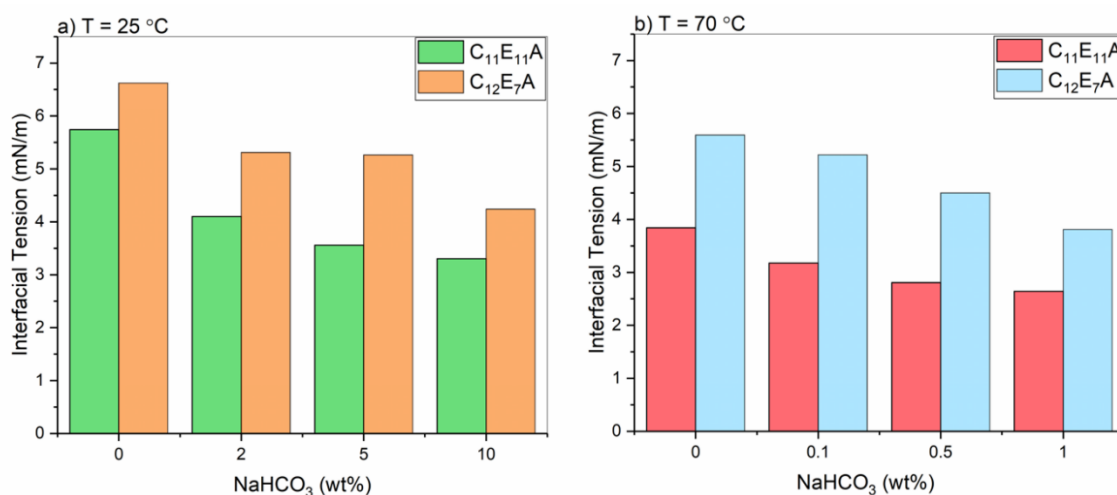 a) T = 25 °C
C₁₁E₁₁A
C₁₂E₇A
Interfacial Tension (mN/m)
7
6
5
4
3
2
1
0
0 2 5 10
NaHCO₃ (wt%)
b) T = 70 °C
C₁₁E₁₁A
C₁₂E₇A
Interfacial Tension (mN/m)
7
6
5
4
3
2
1
0
0 0.1 0.5 1
NaHCO₃ (wt%)